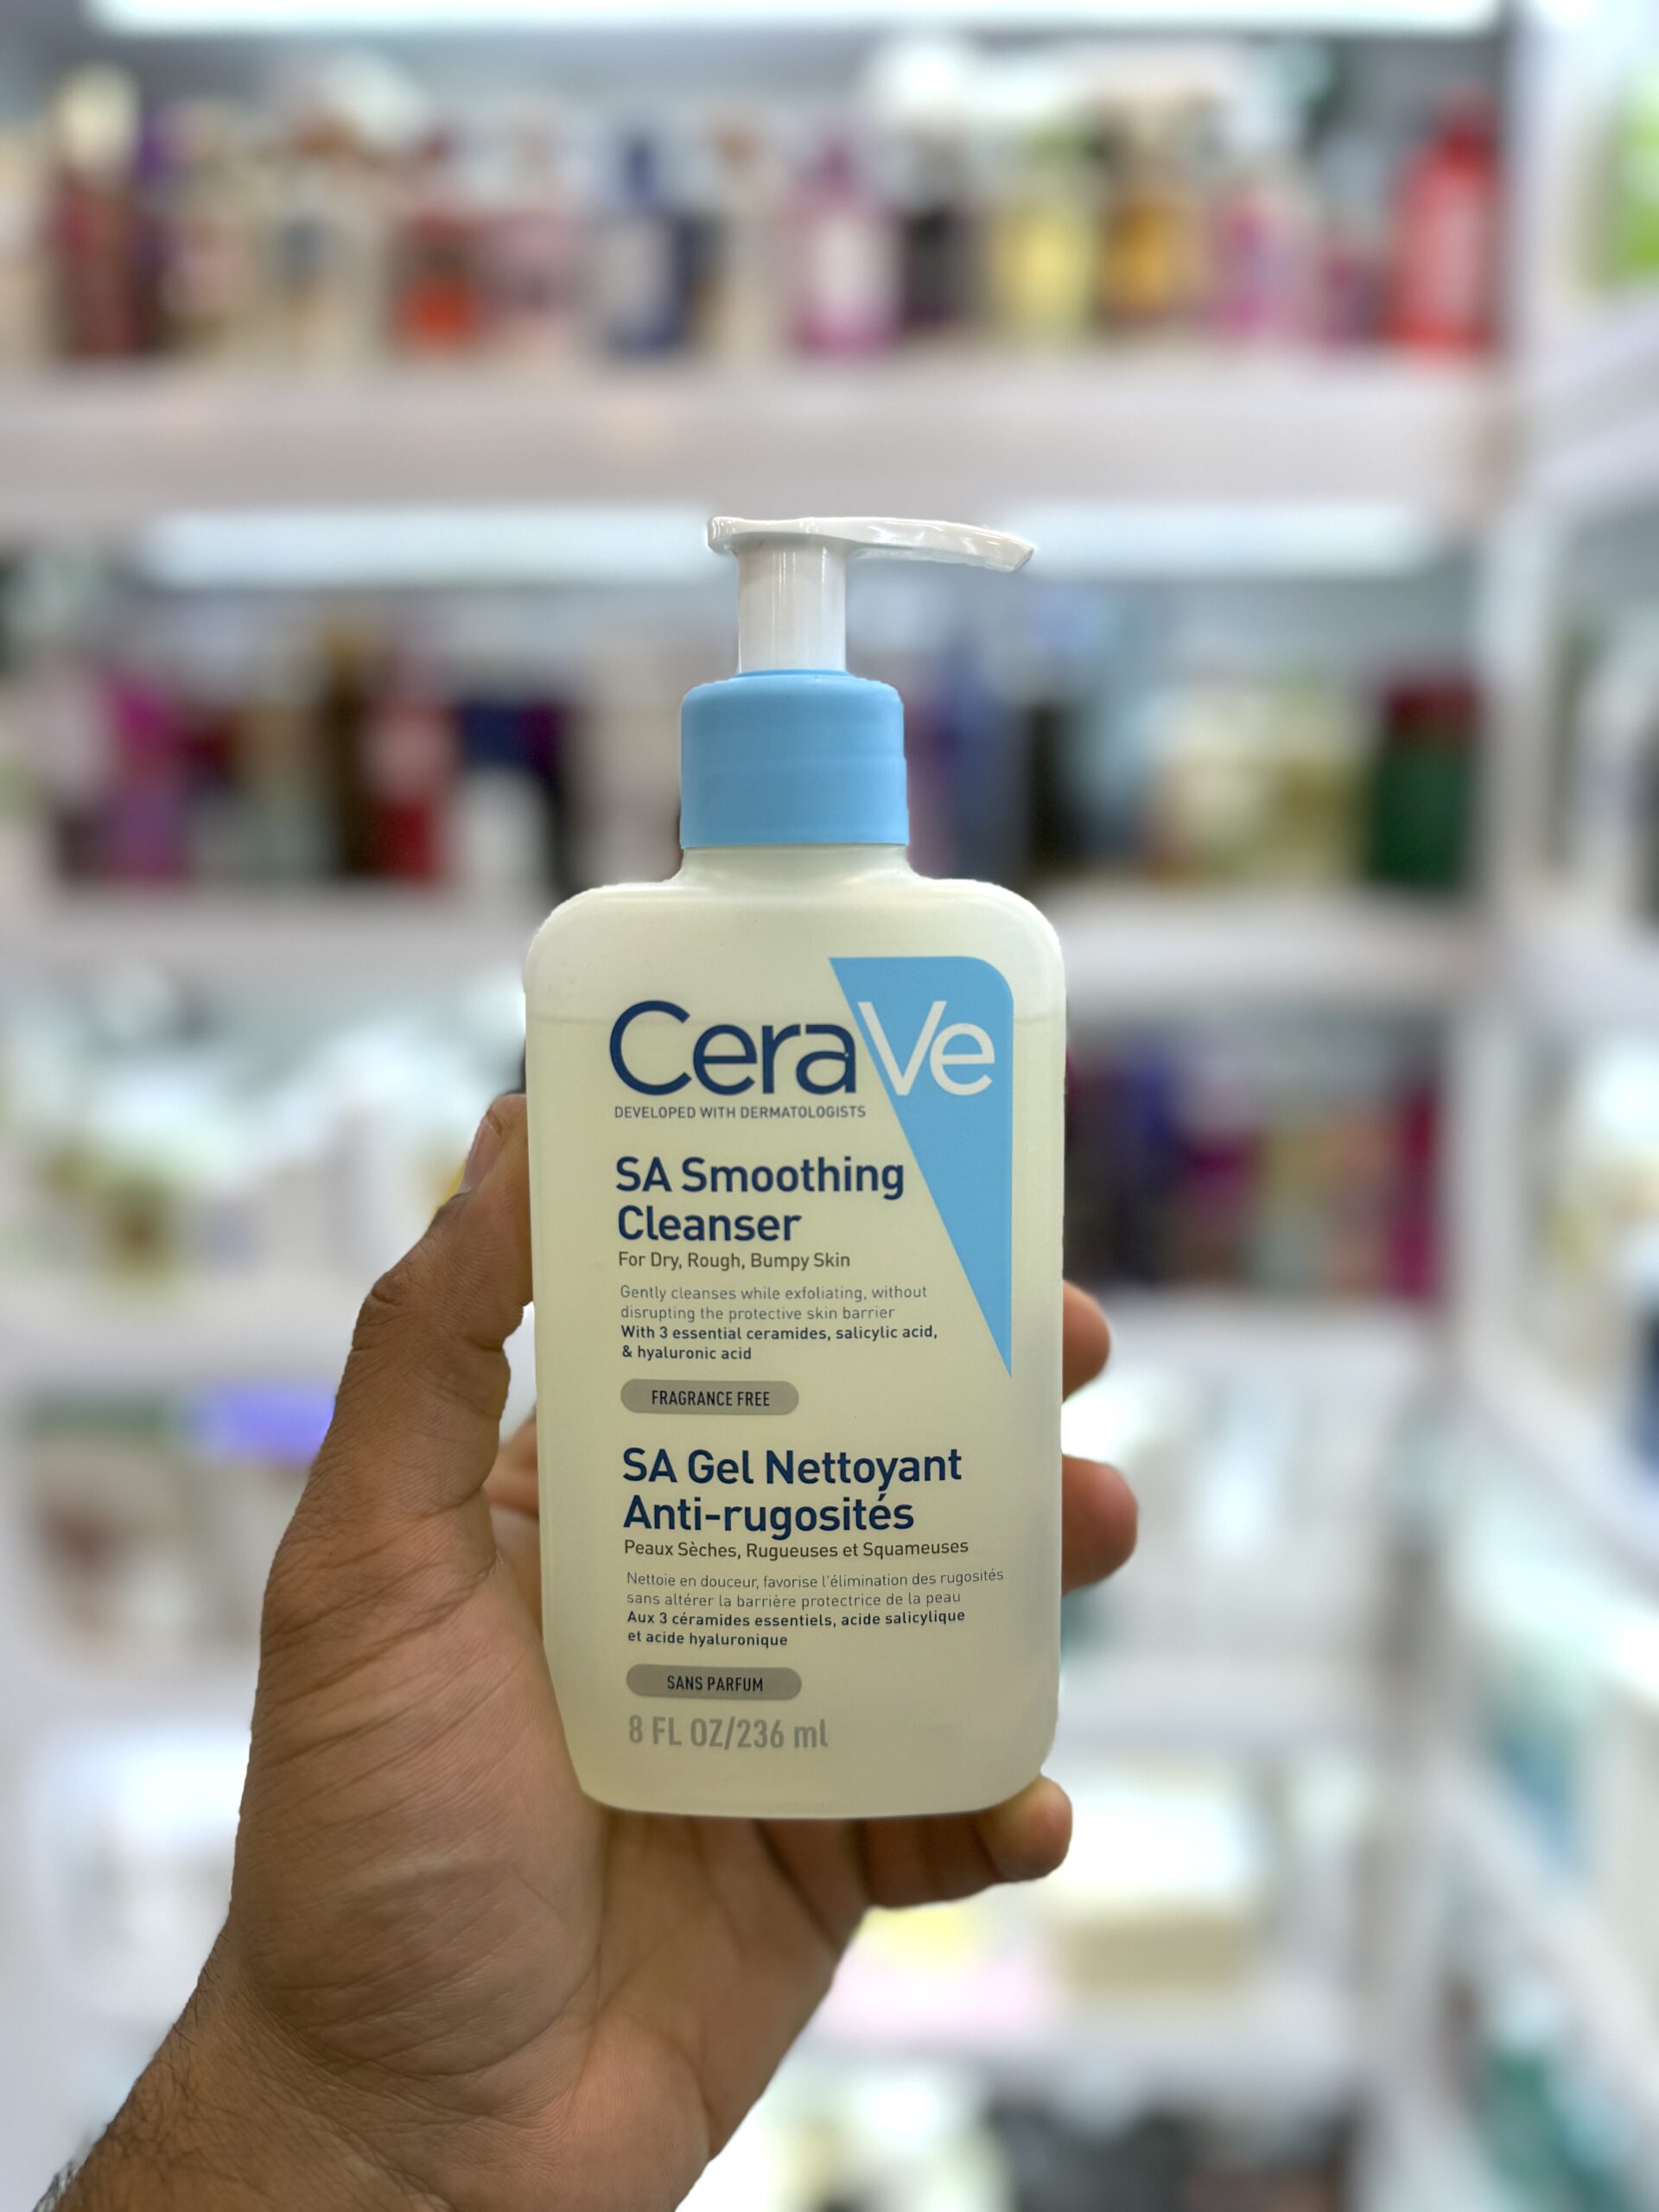 CeraVe
DEVELOPED WITH DERMATOLOGISTS
SA Smoothing
Cleanser
For Dry, Rough, Bumpy Skin
Gently cleanses while exfoliating, without
disrupting the protective skin barrier
With 3 essential ceramides, salicylic acid,
& hyaluronic acid
FRAGRANCE FREE
SA Gel Nettoyant
Anti-rugosités
Peaux Sèches, Rugueuses et Squameuses
Nettoie en douceur, favorise l'élimination des rugosités
sans altérer la barrière protectrice de la peau
Aux 3 céramides essentiels, acide salicylique
et acide hyaluronique
SANS PARFUM
8 FL OZ/236 ml